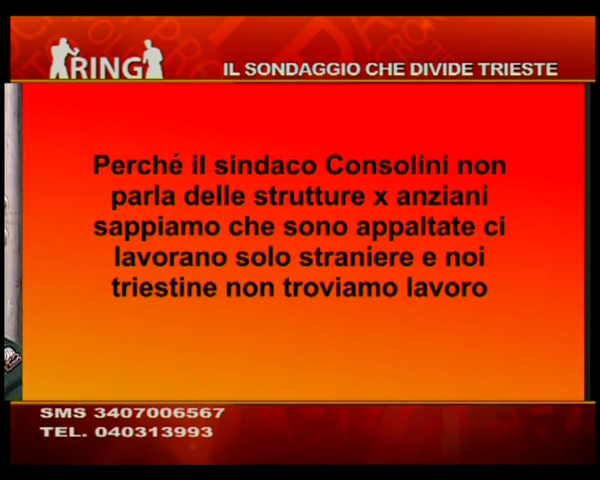 RING
IL SONDAGGIO CHE DIVIDE TRIESTE
Perché il sindaco Consolini non
parla delle strutture x anziani
sappiamo che sono appaltate ci
lavorano solo straniere e noi
triestine non troviamo lavoro
SMS 3407006567
TEL. 040313993